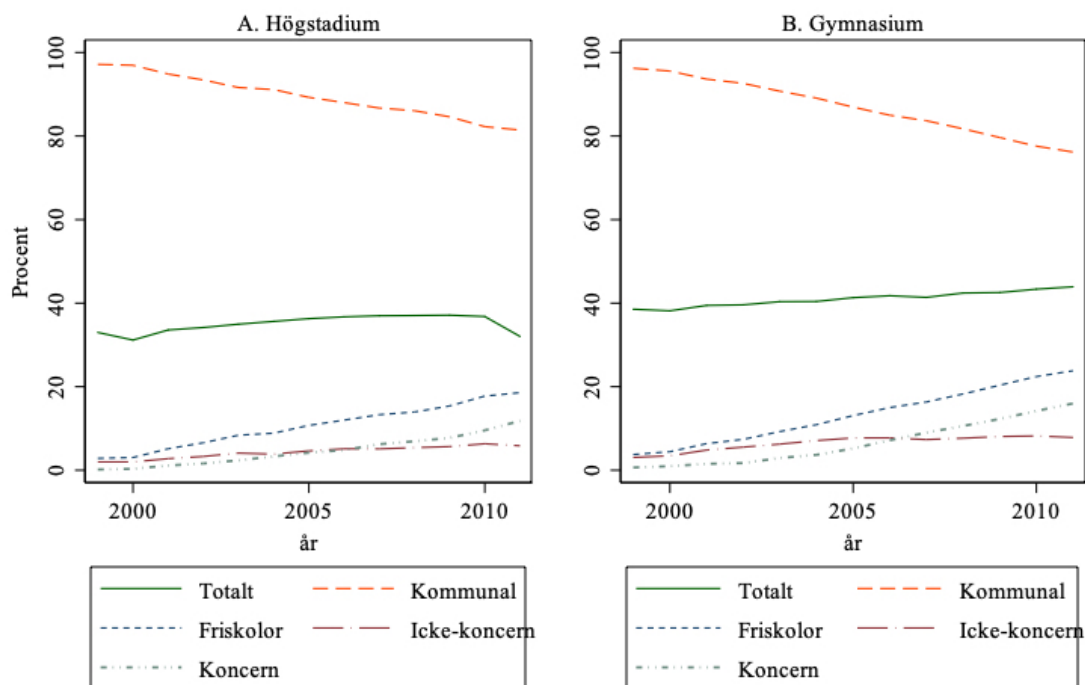 A. Högstadium
100
80
60
40
20
0
Procent
2000 2005 2010
år
Totalt Kommunal
Friskolor Icke-koncern
Koncern
B. Gymnasium
100
80
60
40
20
0
2000 2005 2010
år
Totalt Kommunal
Friskolor Icke-koncern
Koncern